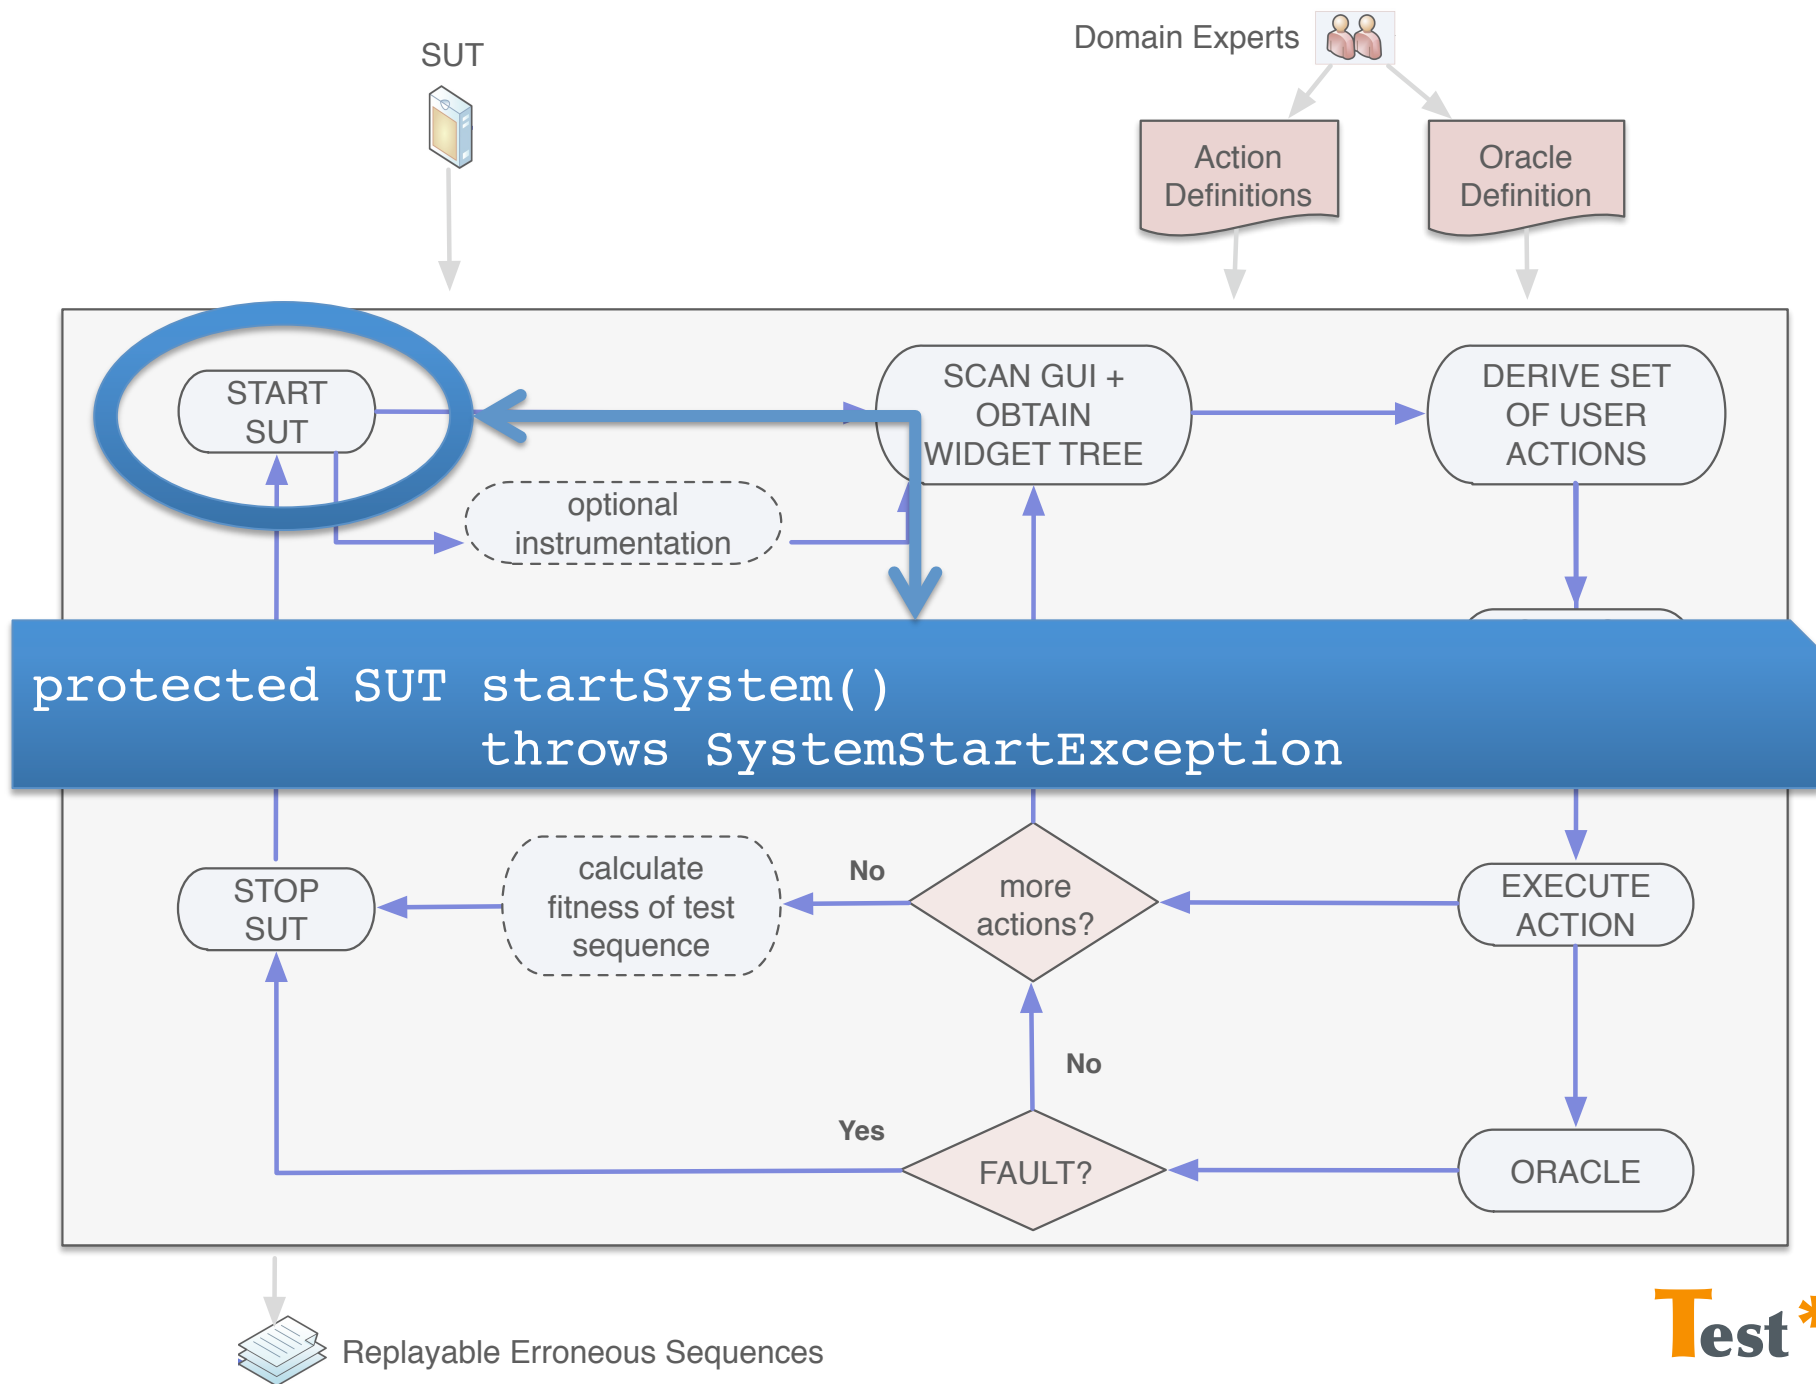 SUT
Domain Experts
Action
Definitions
Oracle
Definition
START
SUT
SCAN GUI +
OBTAIN
WIDGET TREE
DERIVE SET
OF USER
ACTIONS
optional
instrumentation
protected SUT startSystem()
throws SystemStartException
STOP
SUT
calculate
fitness of test
sequence
No
more
actions?
EXECUTE
ACTION
No
Yes
FAULT?
ORACLE
Replayable Erroneous Sequences
Test*